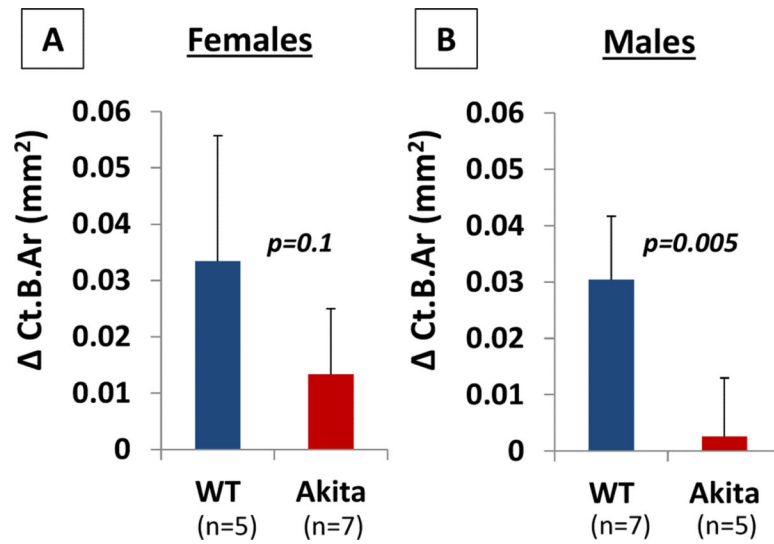 A
Females
Δ Ct.B.Ar (mm²)
0.06
0.05
0.04
0.03
0.02
0.01
0
p=0.1
WT
Akita
(n=5)
(n=7)
B
Males
Δ Ct.B.Ar (mm²)
0.06
0.05
0.04
0.03
0.02
0.01
0
p=0.005
WT
Akita
(n=7)
(n=5)